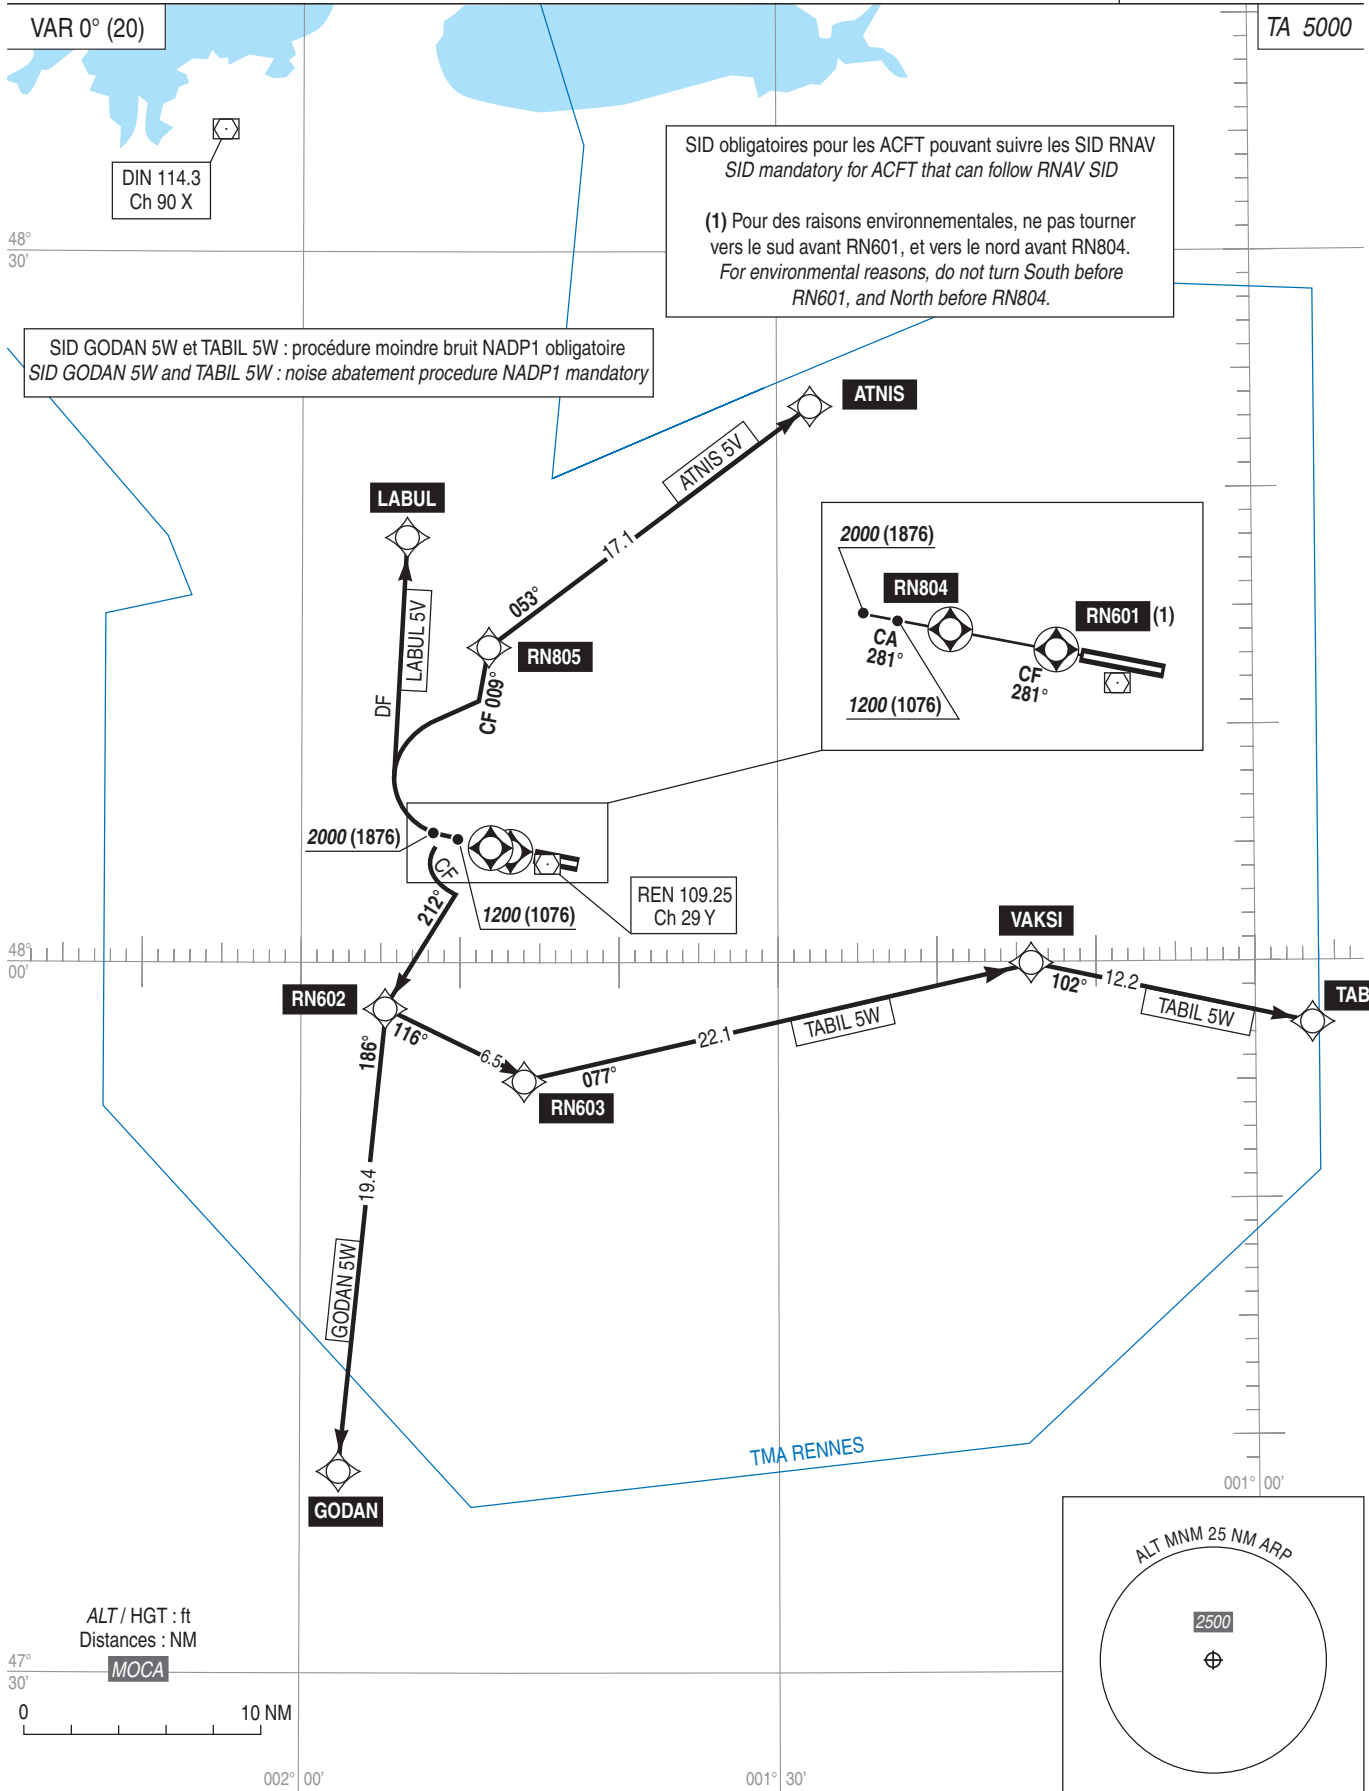 VAR 0° (20)
TA 5000
DIN 114.3
Ch 90 X
SID obligatoires pour les ACFT pouvant suivre les SID RNAV
SID mandatory for ACFT that can follow RNAV SID
(1) Pour des raisons environnementales, ne pas tourner
vers le sud avant RN601, et vers le nord avant RN804.
For environmental reasons, do not turn South before
RN601, and North before RN804.
48°
30'
SID GODAN 5W et TABIL 5W : procédure moindre bruit NADP1 obligatoire
SID GODAN 5W and TABIL 5W : noise abatement procedure NADP1 mandatory
ATNIS
ATNIS 5V
LABUL
17.1
053°
LABUL 5V
RN805
DF
CF 009°
2000 (1876)
RN804
RN601 (1)
CA
281°
CF
281°
1200 (1076)
2000 (1876)
CF
212°
1200 (1076)
REN 109.25
Ch 29 Y
48°
00'
VAKSI
102°
12.2
TABIL 5W
TAB
RN602
116°
186°
6.5
077°
22.1
TABIL 5W
RN603
19.4
GODAN 5W
TMA RENNES
GODAN
001° 00'
ALT MNM 25 NM ARP
2500
ALT / HGT : ft
Distances : NM
MOCA
47°
30'
0
10 NM
002° 00'
001° 30'